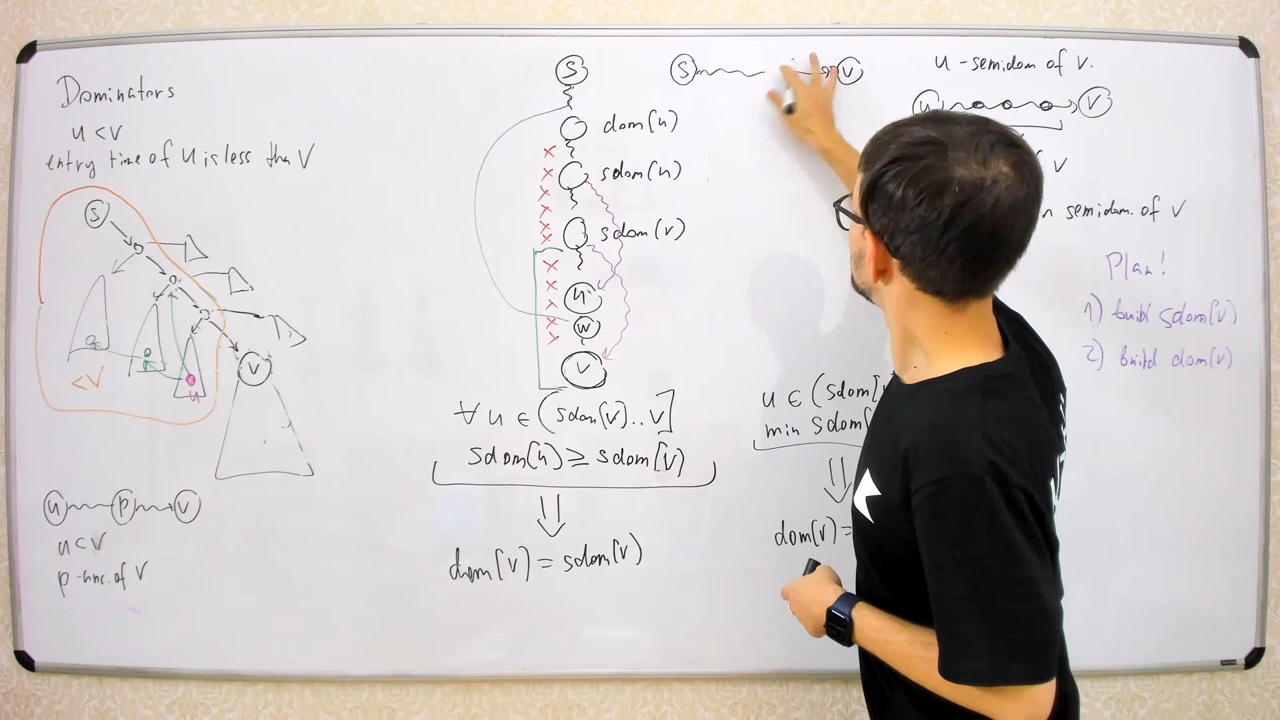 Dominators
u < v
entry time of u is less than v
S
v
u
< v
u p v
u < v
p - anc. of v
S
dom(u)
sdom(u)
sdom(v)
u
w
v
∀ u ∈ (sdom[v]..v]
sdom(u) ≥ sdom(v)
⇓
dom(v) = sdom(v)
S v
u ∈ (sdom[v
min sdom[
⇓
dom(v) =
u - semidom of v.
u v
v
semidom. of v
Plan!
1) build sdom(v)
2) build dom(v)